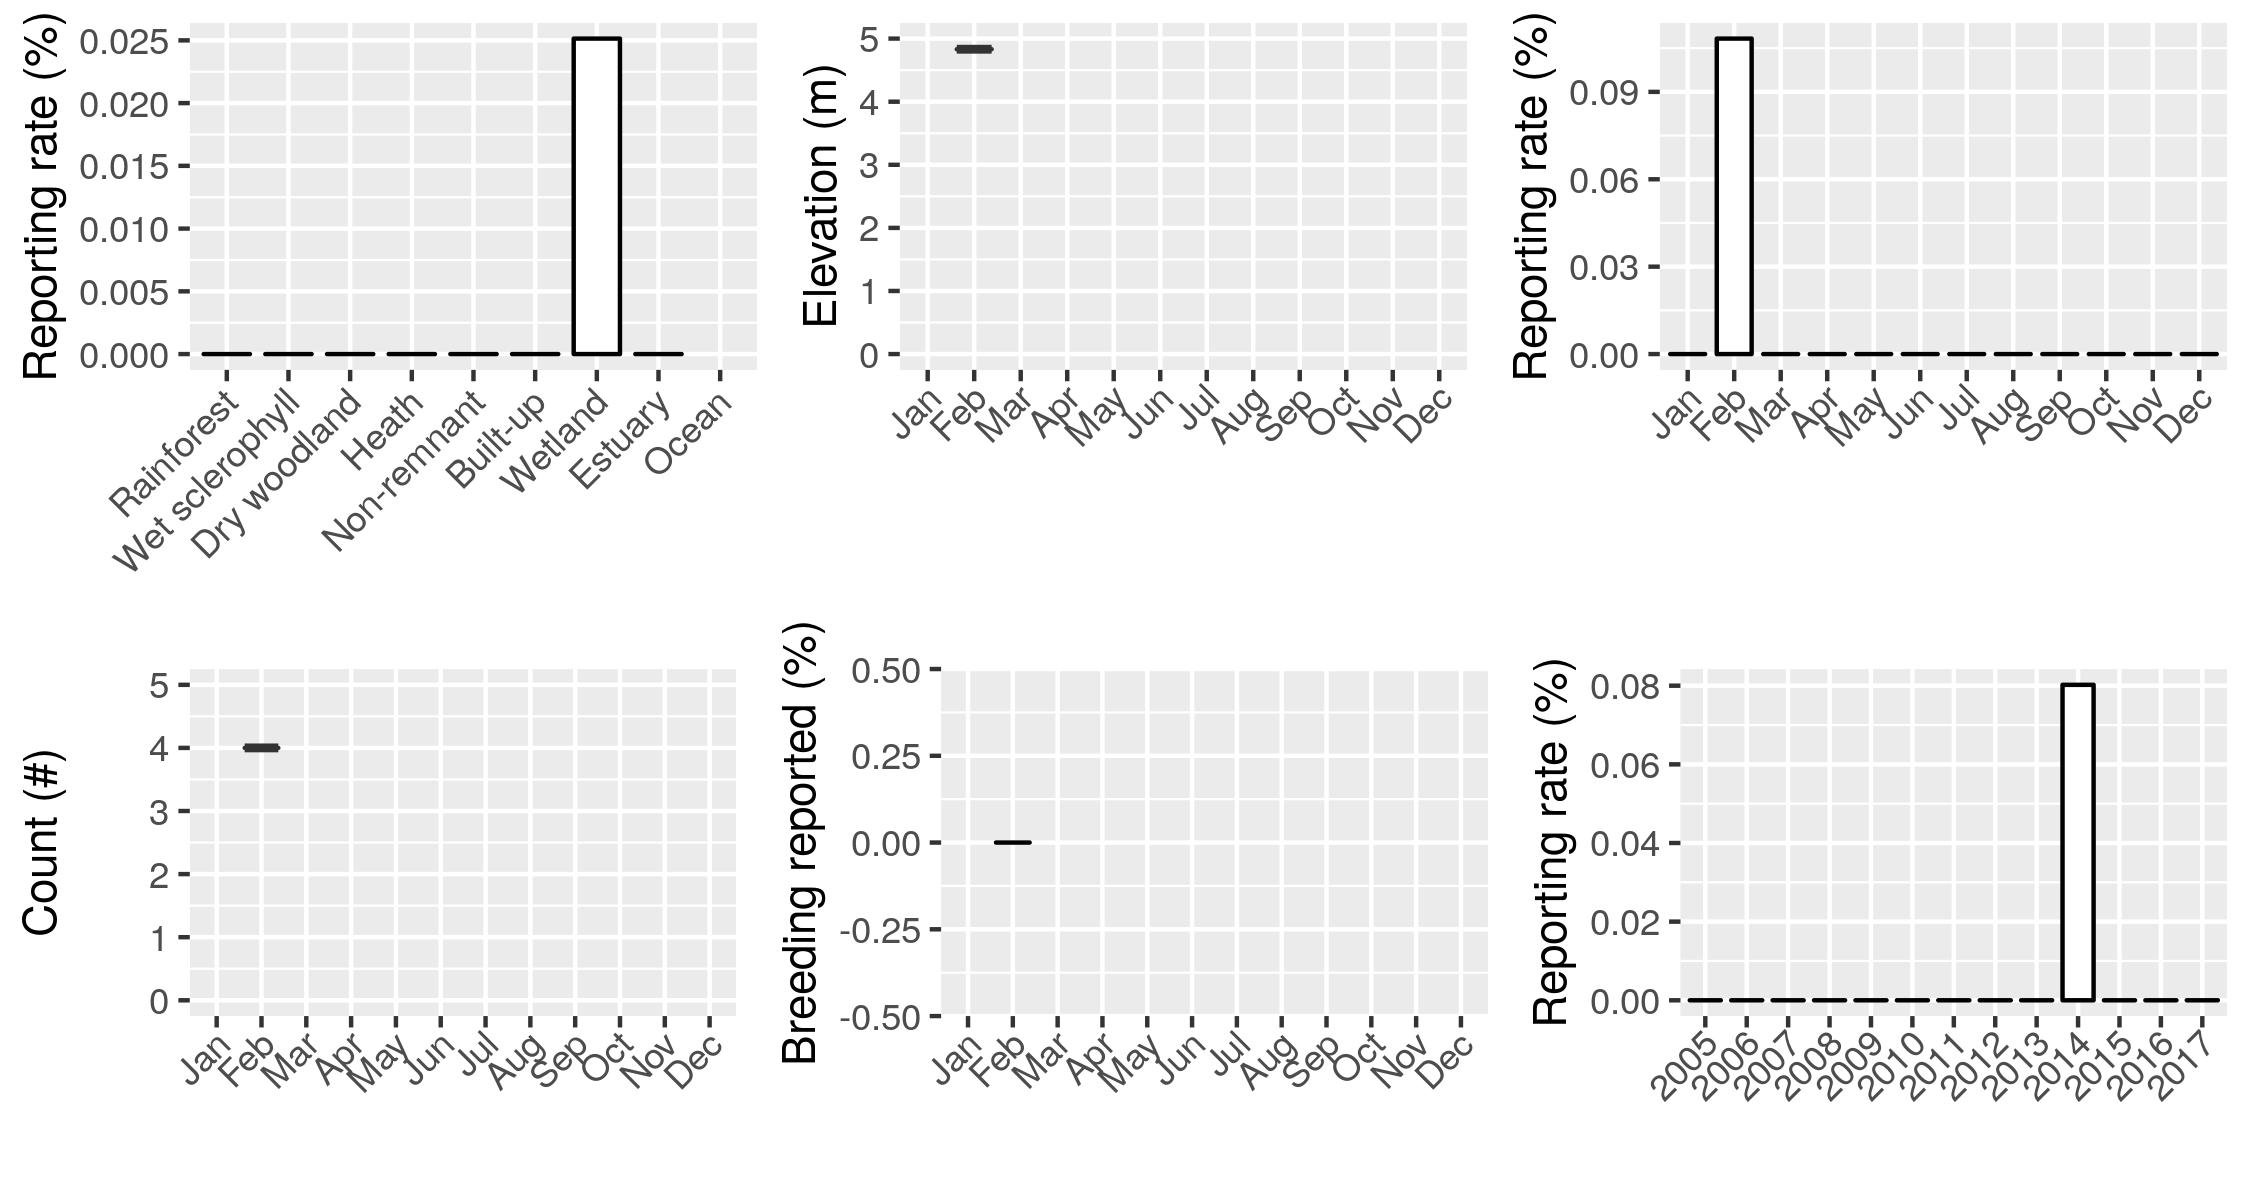 Reporting rate (%)
0.025
0.020
0.015
0.010
0.005
0.000
Rainforest
Wet sclerophyll
Dry woodland
Heath
Non-remnant
Built-up
Wetland
Estuary
Ocean
Elevation (m)
5
4
3
2
1
0
Jan
Feb
Mar
Apr
May
Jun
Jul
Aug
Sep
Oct
Nov
Dec
Reporting rate (%)
0.09
0.06
0.03
0.00
Jan
Feb
Mar
Apr
May
Jun
Jul
Aug
Sep
Oct
Nov
Dec
Count (#)
5
4
3
2
1
0
Jan
Feb
Mar
Apr
May
Jun
Jul
Aug
Sep
Oct
Nov
Dec
Breeding reported (%)
0.50
0.25
0.00
-0.25
-0.50
Jan
Feb
Mar
Apr
May
Jun
Jul
Aug
Sep
Oct
Nov
Dec
Reporting rate (%)
0.08
0.06
0.04
0.02
0.00
2005
2006
2007
2008
2009
2010
2011
2012
2013
2014
2015
2016
2017